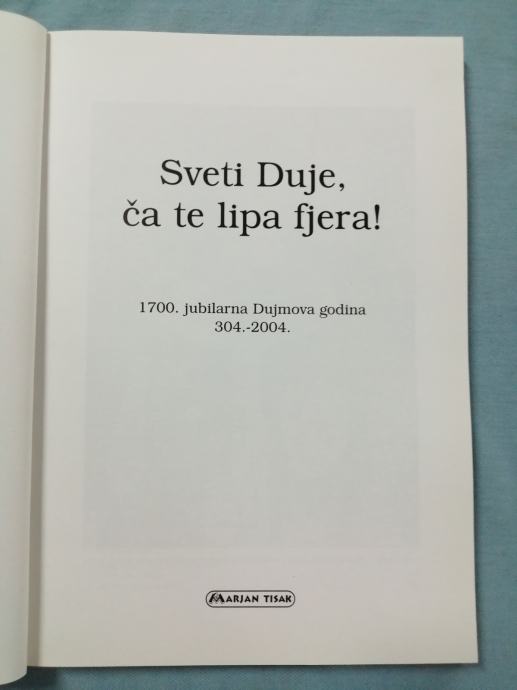 Sveti Duje,
ča te lipa fjera!
1700. jubilarna Dujmova godina
304.-2004.
MARJAN TISAK